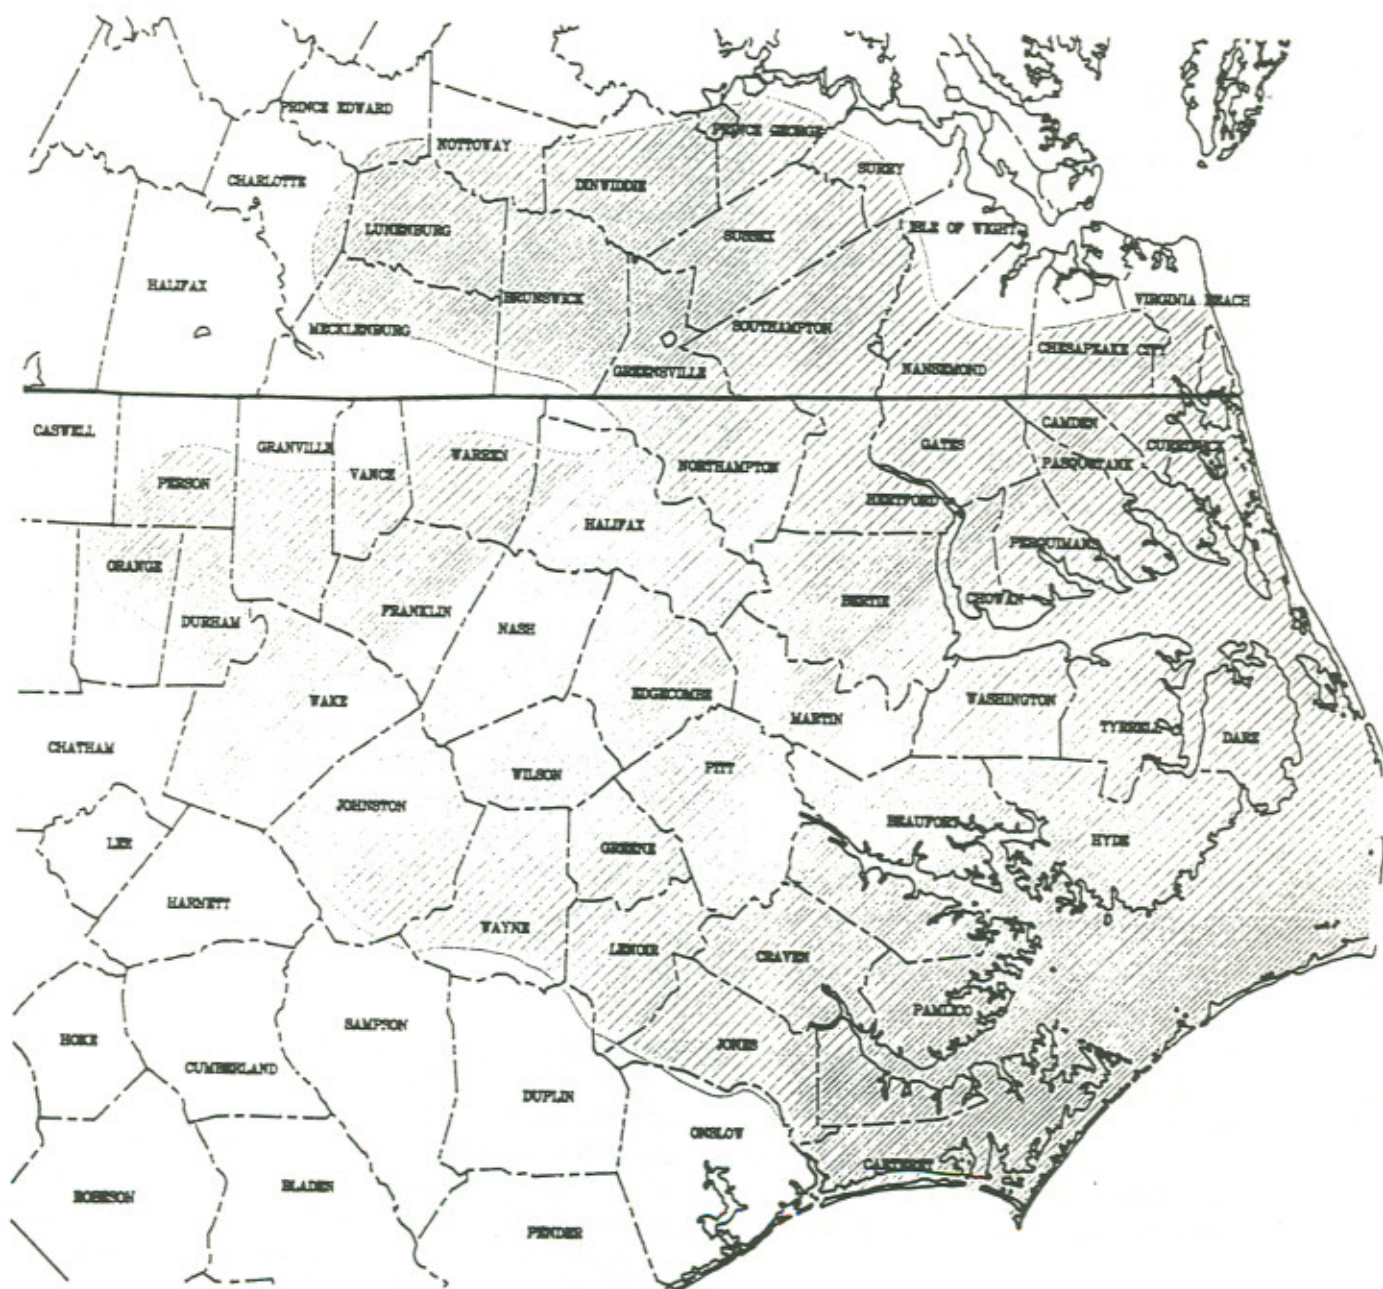 PRINCE EDWARD
PRINCE GEORGE
NOTTOWAY
SURRY
CHARLOTTE
DINWIDDIE
LUNENBURG
SUSSEX
ISLE OF WIGHT
HALIFAX
BRUNSWICK
VIRGINIA BEACH
MECKLENBURG
SOUTHAMPTON
CHESAPEAKE CITY
GREENSVILLE
NANSEMOND
CASWELL
GRANVILLE
WARREN
NORTHAMPTON
GATES
CAMDEN
CURRITUCK
VANCE
PASQUOTANK
PERSON
HERTFORD
HALIFAX
PERQUIMANS
ORANGE
FRANKLIN
BERTIE
CHOWAN
DURHAM
NASH
WAKE
EDGECOMBE
MARTIN
WASHINGTON
TYRRELL
DARE
CHATHAM
WILSON
PITT
JOHNSTON
BEAUFORT
HYDE
LEE
GREENE
HARNETT
WAYNE
LENOIR
CRAVEN
PAMLICO
HOKE
SAMPSON
JONES
CUMBERLAND
DUPLIN
ONSLOW
CARTERET
ROBESON
BLADEN
PENDER